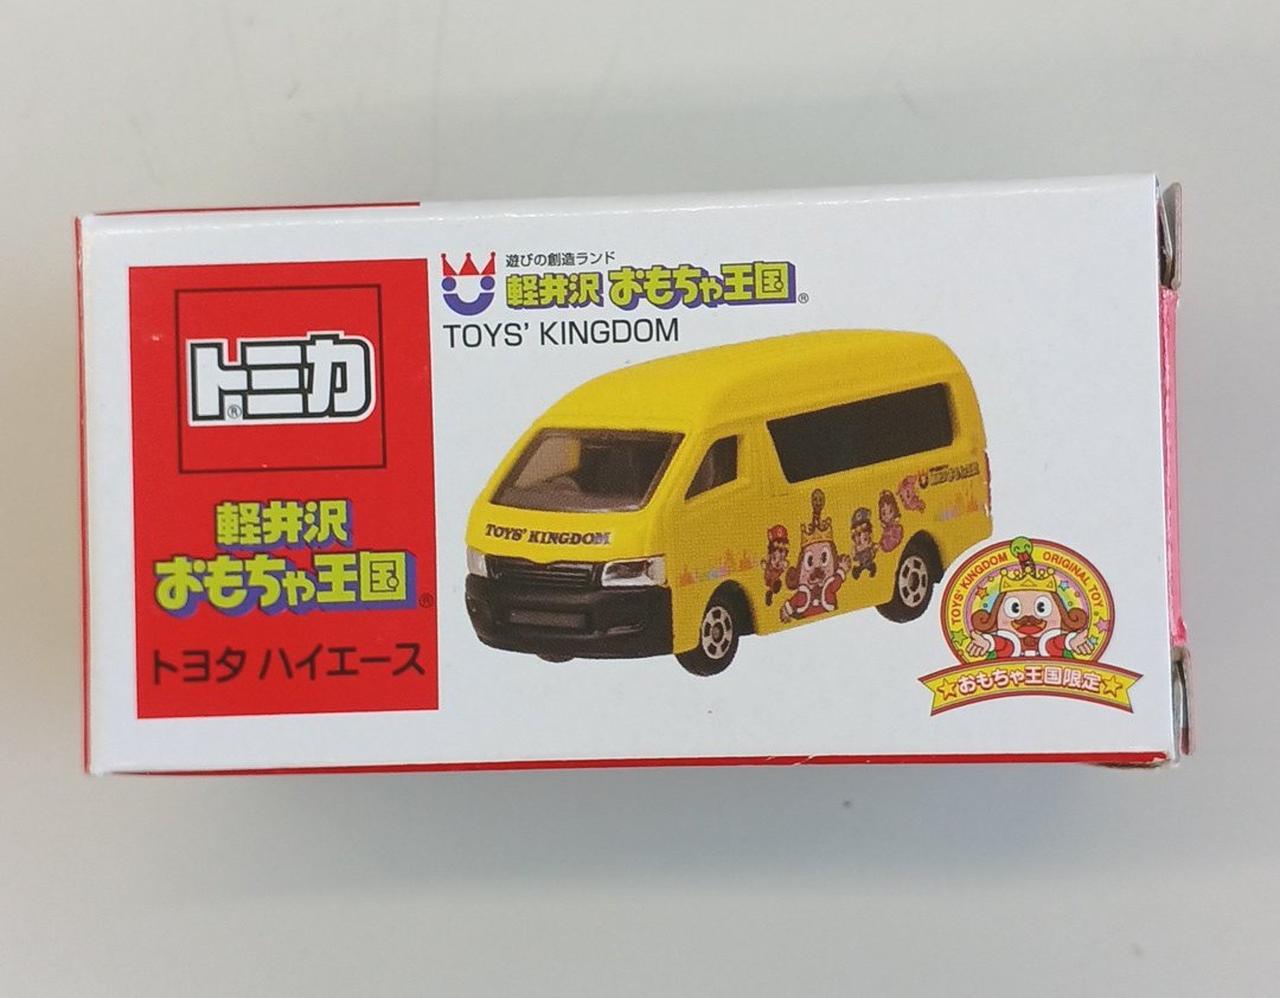 トミカ®
軽井沢
おもちゃ王国®
トヨタ ハイエース
遊びの創造ランド
軽井沢 おもちゃ王国®
TOYS' KINGDOM
TOYS' KINGDOM
TOYS' KINGDOM ORIGINAL TOY
★おもちゃ王国限定★